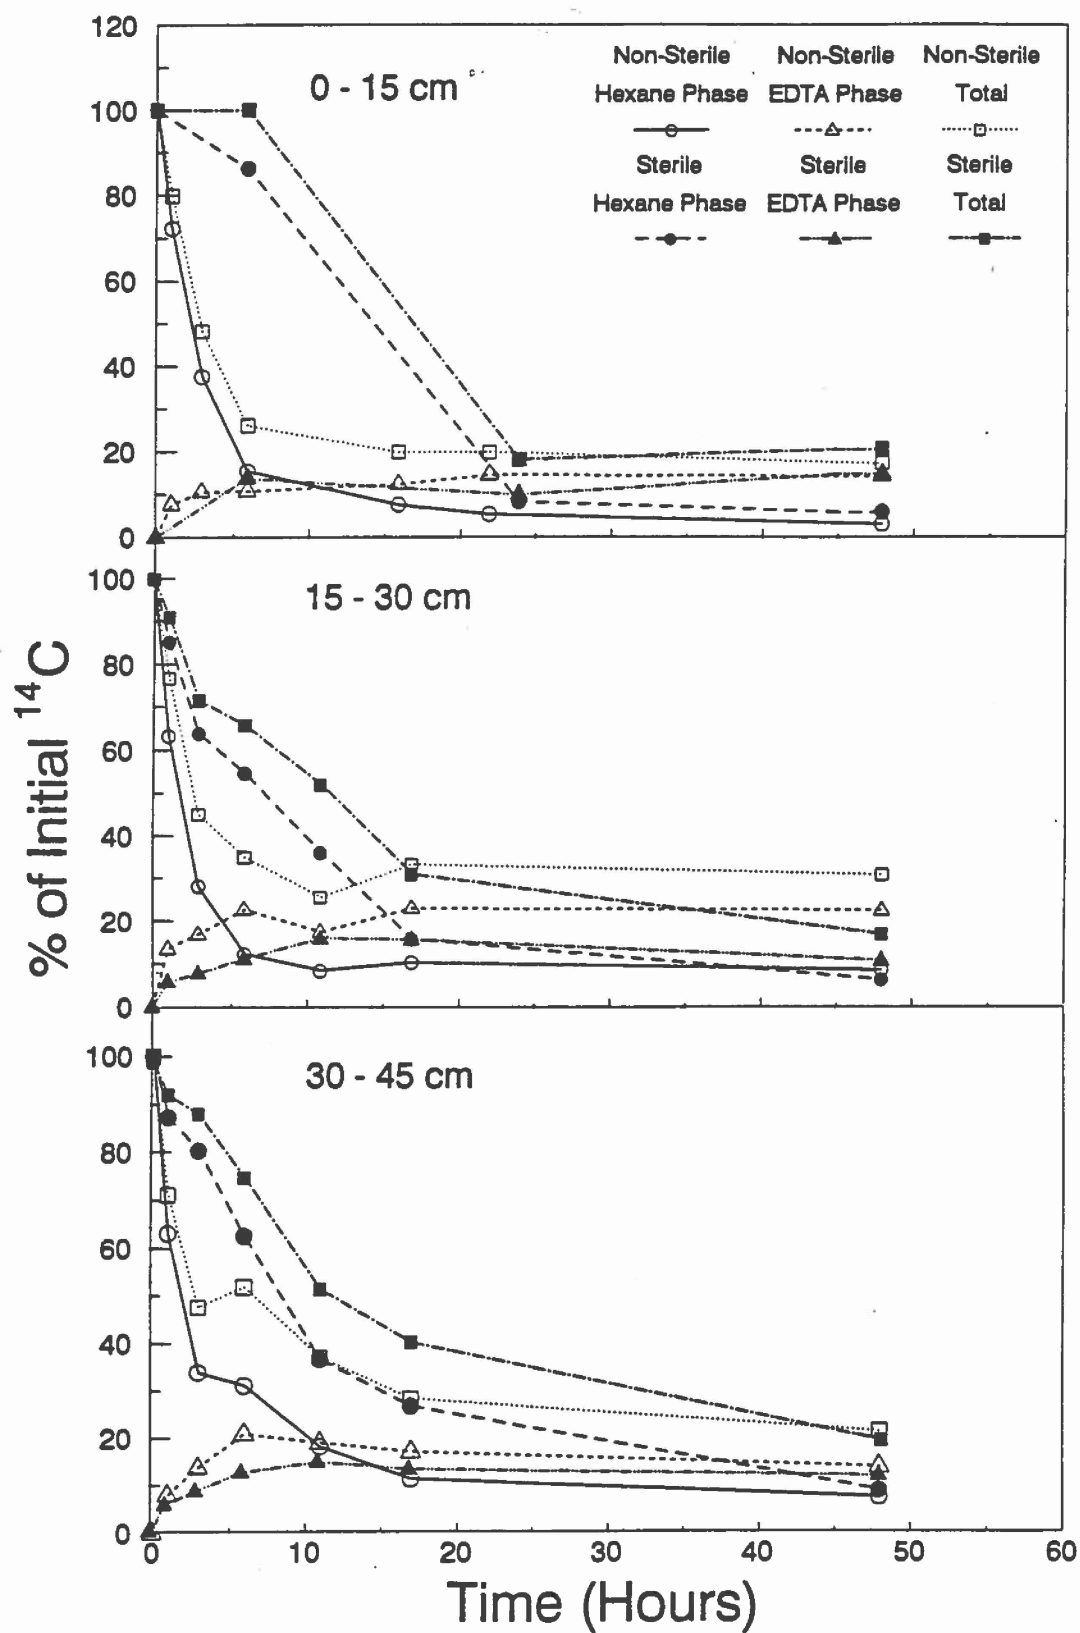 120
0 - 15 cm
Non-Sterile Non-Sterile Non-Sterile
Hexane Phase EDTA Phase Total
Sterile Sterile Sterile
Hexane Phase EDTA Phase Total
100
80
60
40
20
0
15 - 30 cm
100
80
60
40
20
0
30 - 45 cm
100
80
60
40
20
0
% of Initial ¹⁴C
0 10 20 30 40 50 60
Time (Hours)